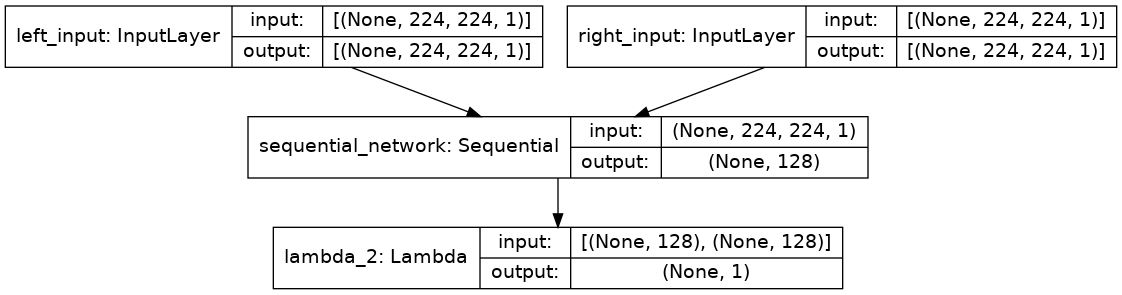 left_input: InputLayer
input:
[(None, 224, 224, 1)]
output:
[(None, 224, 224, 1)]
right_input: InputLayer
input:
[(None, 224, 224, 1)]
output:
[(None, 224, 224, 1)]
sequential_network: Sequential
input:
(None, 224, 224, 1)
output:
(None, 128)
lambda_2: Lambda
input:
[(None, 128), (None, 128)]
output:
(None, 1)